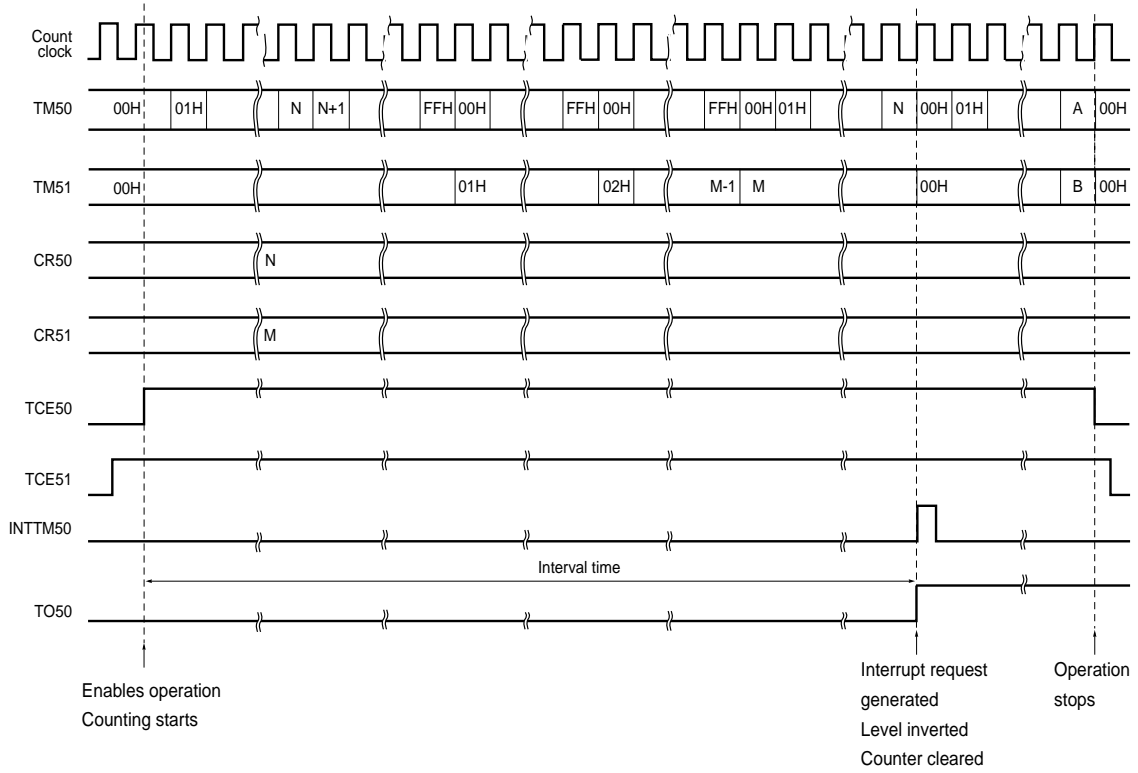 Count
clock
TM50 00H 01H N N+1 FFH 00H FFH 00H FFH 00H 01H N 00H 01H A 00H
TM51 00H 01H 02H M-1 M 00H B 00H
CR50 N
CR51 M
TCE50
TCE51
INTTM50
Interval time
TO50
Enables operation
Counting starts
Interrupt request
generated
Level inverted
Counter cleared
Operation
stops